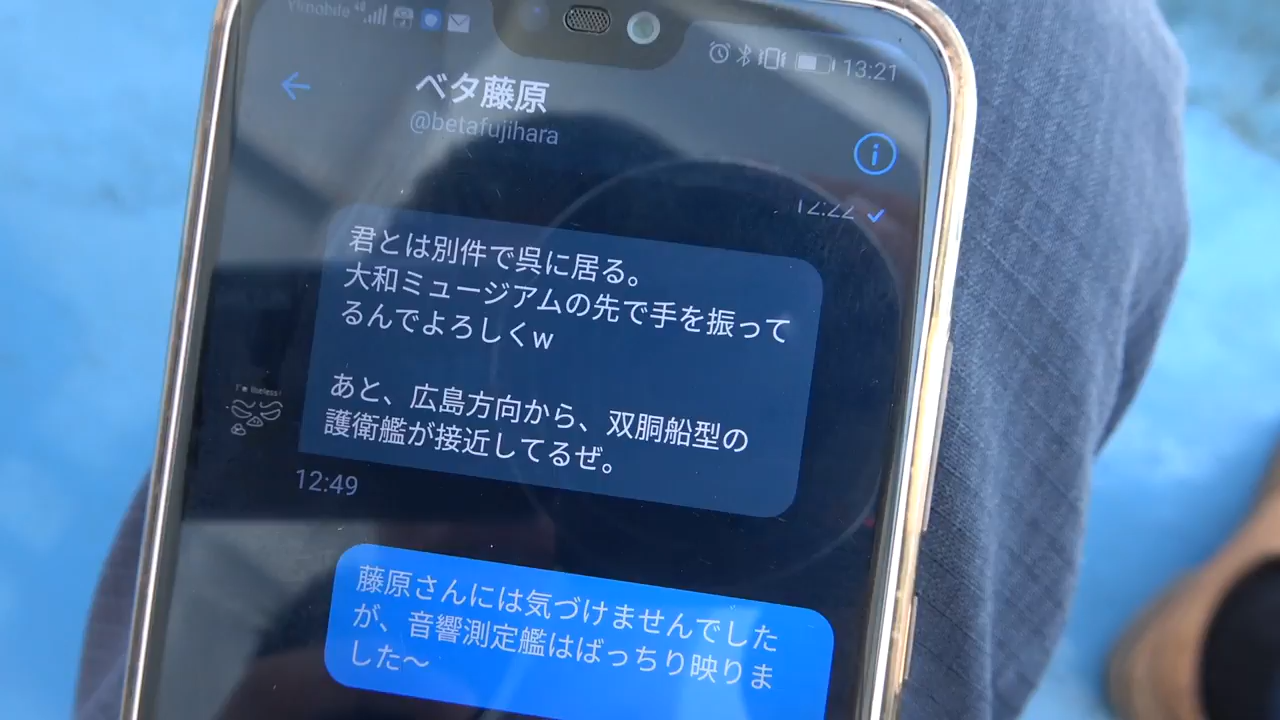 Y!mobile 4G
13:21
ベタ藤原
@betafujihara
12:22
君とは別件で呉に居る。
大和ミュージアムの先で手を振って
るんでよろしくw
あと、広島方向から、双胴船型の
護衛艦が接近してるぜ。
12:49
藤原さんには気づけませんでした
が、音響測定艦はばっちり映りま
した〜